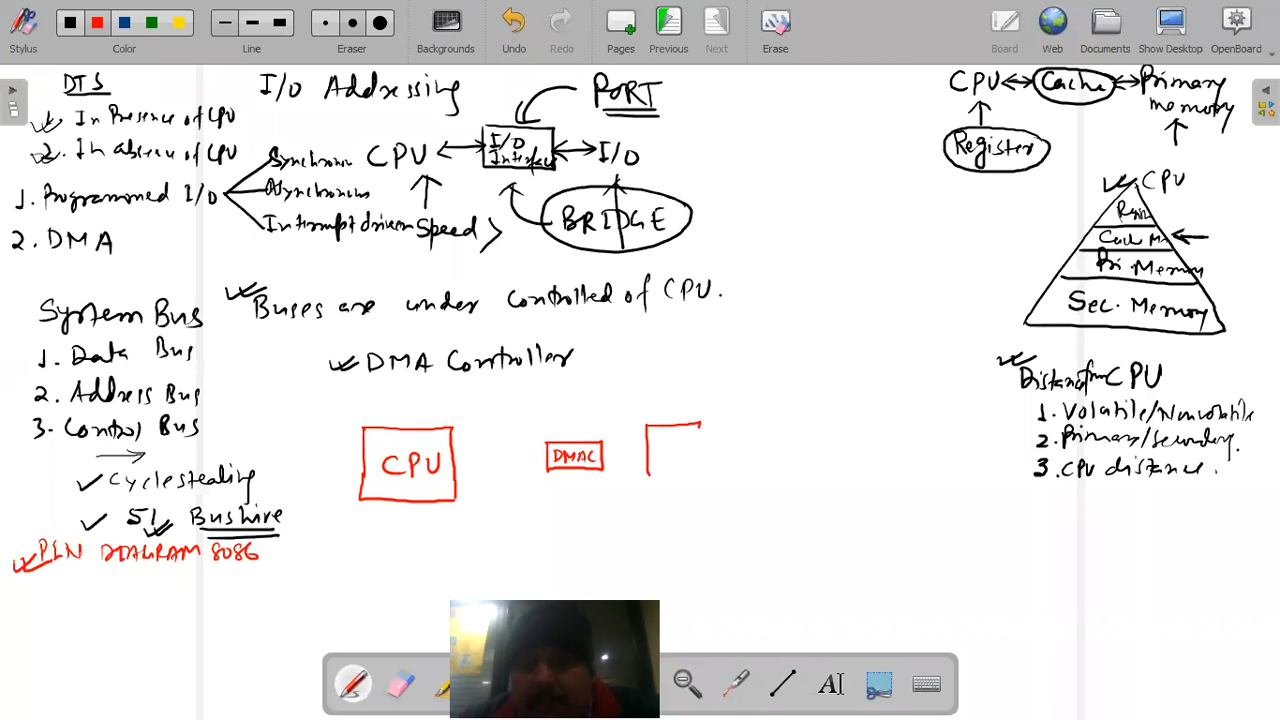 Stylus
Color
Line
Eraser
Backgrounds
Undo
Redo
Pages
Previous
Next
Erase
Board
Web
Documents
Show Desktop
OpenBoard
DTS
1. In Presence of CPU
2. In absence of CPU
1. Programmed I/O
2. DMA
Synchronous
Asynchronous
Interrupt driven
I/O Addressing
PORT
CPU
I/O
Interface
I/O
Speed
BRIDGE
System Bus
1. Data Bus
2. Address Bus
3. Control Bus
Cyclestealing
51 Bushire
PIN DIAGRAM 8086
Buses are under controlled of CPU.
DMA Controller
CPU
DMAC
CPU
Cache
Primary
memory
Register
CPU
Cach
Pri Memory
Sec. Memory
CPU
1. Volatile/Nonvolatile
2. Primary/Secondary.
3. CPU distance.